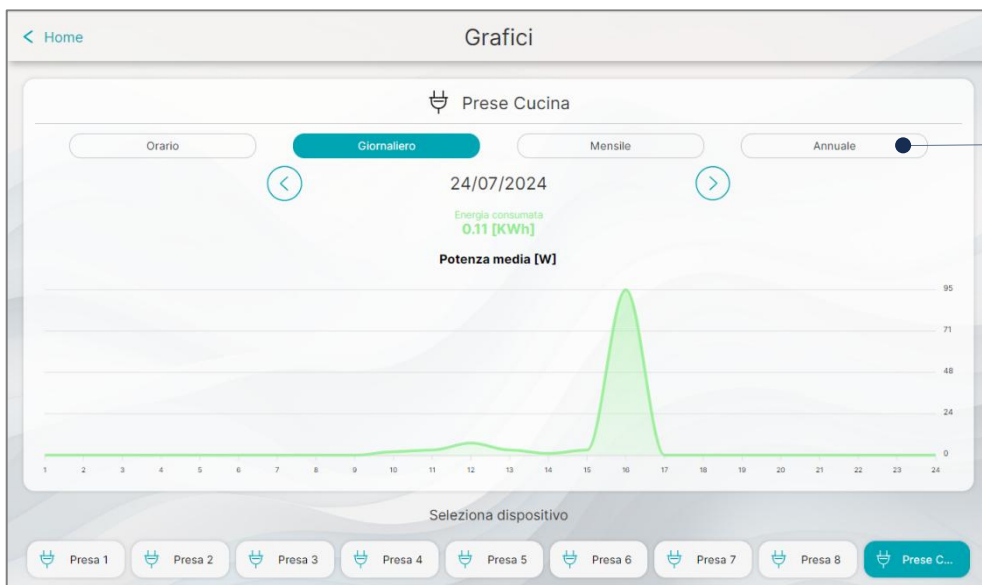 Home
Grafici
Prese Cucina
Orario Giornaliero Mensile Annuale
24/07/2024
Energia consumata
0.11 [KWh]
Potenza media [W]
95
71
48
24
0
1 2 3 4 5 6 7 8 9 10 11 12 13 14 15 16 17 18 19 20 21 22 23 24
Seleziona dispositivo
Presa 1 Presa 2 Presa 3 Presa 4 Presa 5 Presa 6 Presa 7 Presa 8 Prese C...